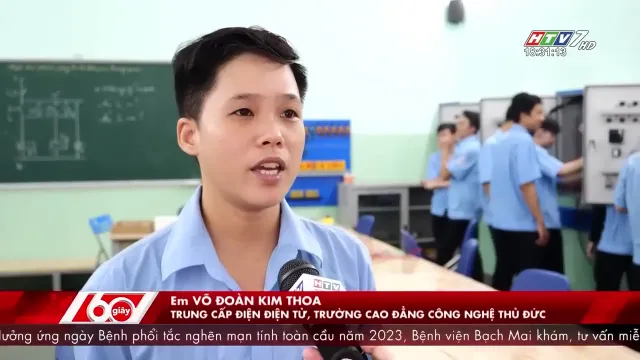 HTV7 HD
18:31:13
HTV
60 giây
Em VÕ ĐOÀN KIM THOA
TRUNG CẤP ĐIỆN ĐIỆN TỬ, TRƯỜNG CAO ĐẲNG CÔNG NGHỆ THỦ ĐỨC
Hưởng ứng ngày Bệnh phổi tắc nghẽn mạn tính toàn cầu năm 2023, Bệnh viện Bạch Mai khám, tư vấn miễ